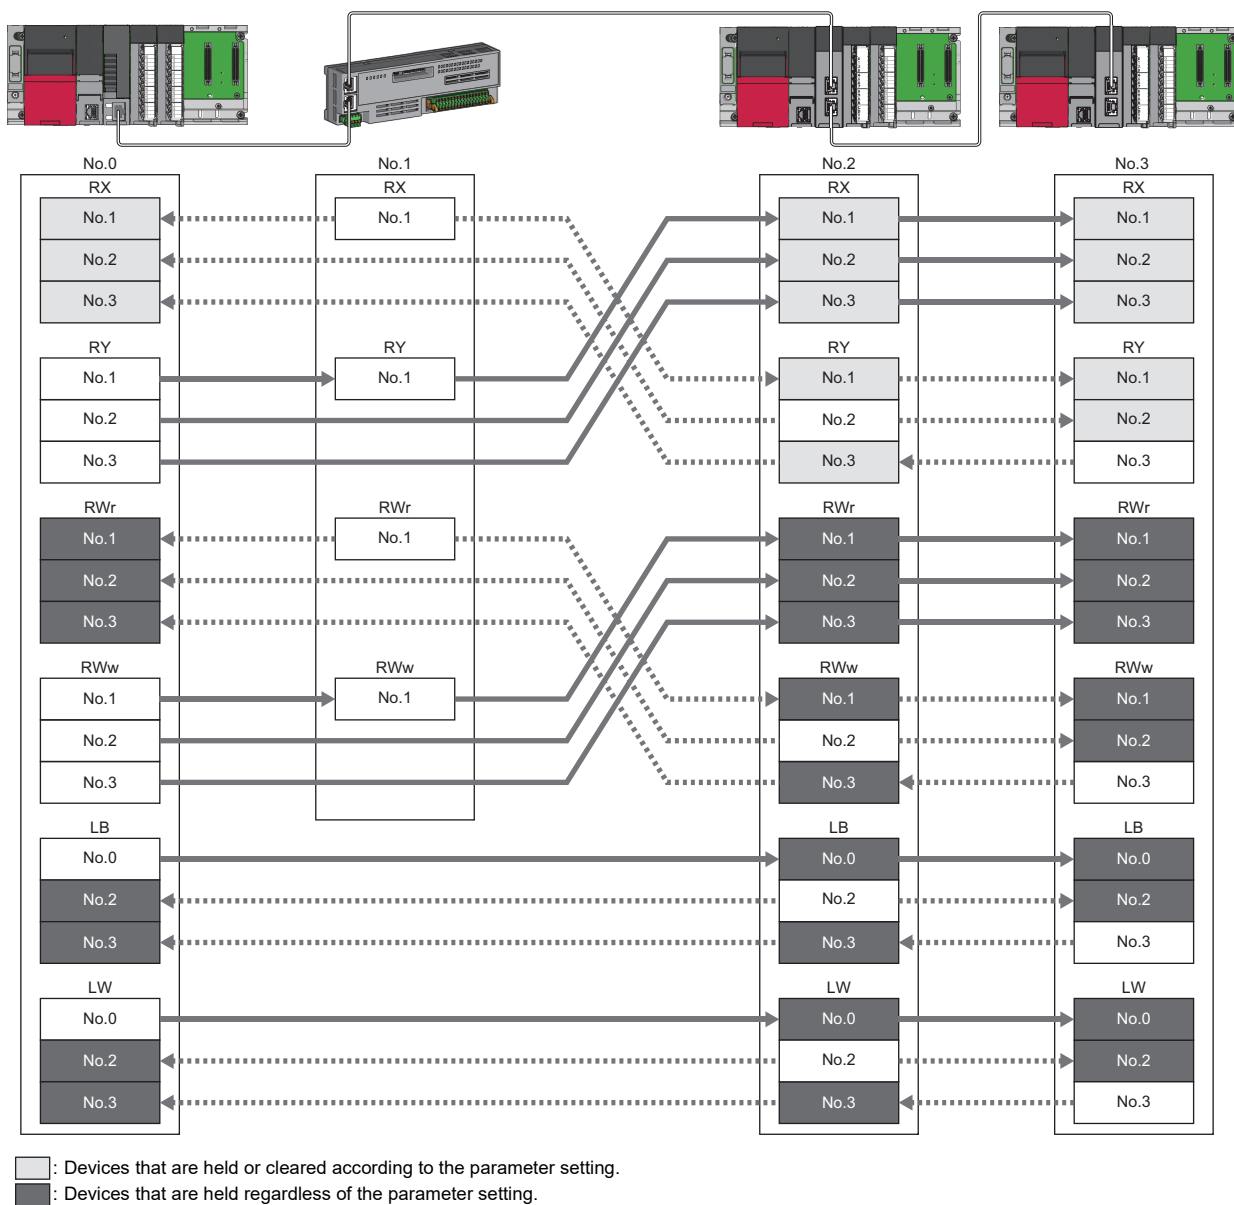 No.0 No.1 No.2 No.3
RX RX RX RX
No.1 No.1 No.1 No.1
No.2 No.2 No.2
No.3 No.3 No.3
RY RY RY RY
No.1 No.1 No.1 No.1
No.2 No.2 No.2
No.3 No.3 No.3
RWr RWr RWr RWr
No.1 No.1 No.1 No.1
No.2 No.2 No.2
No.3 No.3 No.3
RWw RWw RWw RWw
No.1 No.1 No.1 No.1
No.2 No.2 No.2
No.3 No.3 No.3
LB LB LB
No.0 No.0 No.0
No.2 No.2 No.2
No.3 No.3 No.3
LW LW LW
No.0 No.0 No.0
No.2 No.2 No.2
No.3 No.3 No.3
: Devices that are held or cleared according to the parameter setting.
: Devices that are held regardless of the parameter setting.